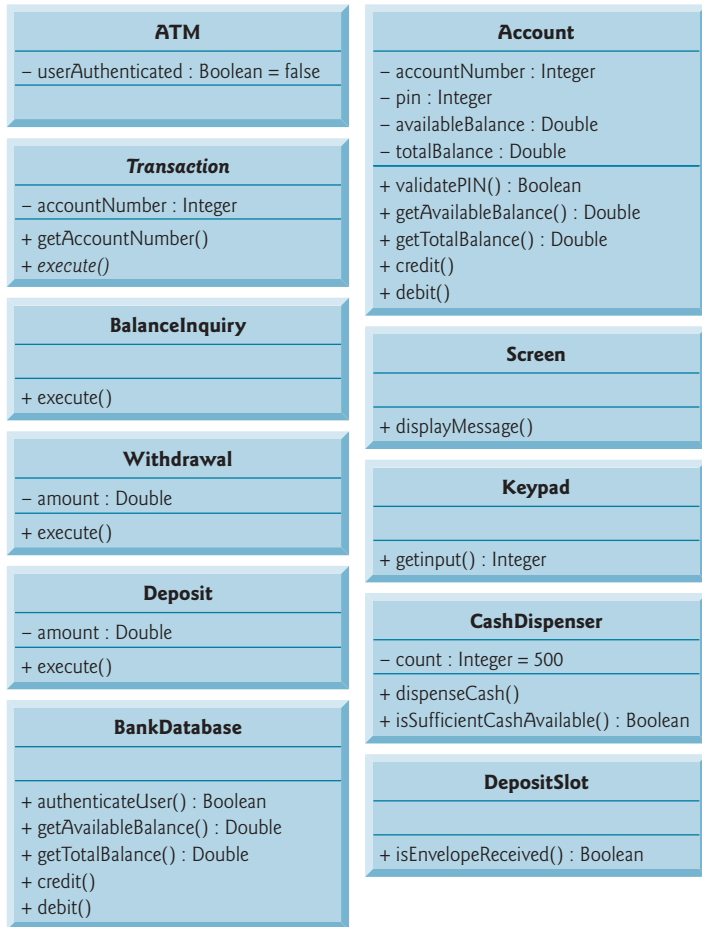 ATM
– userAuthenticated : Boolean = false
Transaction
– accountNumber : Integer
+ getAccountNumber()
+ execute()
BalanceInquiry
+ execute()
Withdrawal
– amount : Double
+ execute()
Deposit
– amount : Double
+ execute()
BankDatabase
+ authenticateUser() : Boolean
+ getAvailableBalance() : Double
+ getTotalBalance() : Double
+ credit()
+ debit()
Account
– accountNumber : Integer
– pin : Integer
– availableBalance : Double
– totalBalance : Double
+ validatePIN() : Boolean
+ getAvailableBalance() : Double
+ getTotalBalance() : Double
+ credit()
+ debit()
Screen
+ displayMessage()
Keypad
+ getinput() : Integer
CashDispenser
– count : Integer = 500
+ dispenseCash()
+ isSufficientCashAvailable() : Boolean
DepositSlot
+ isEnvelopeReceived() : Boolean